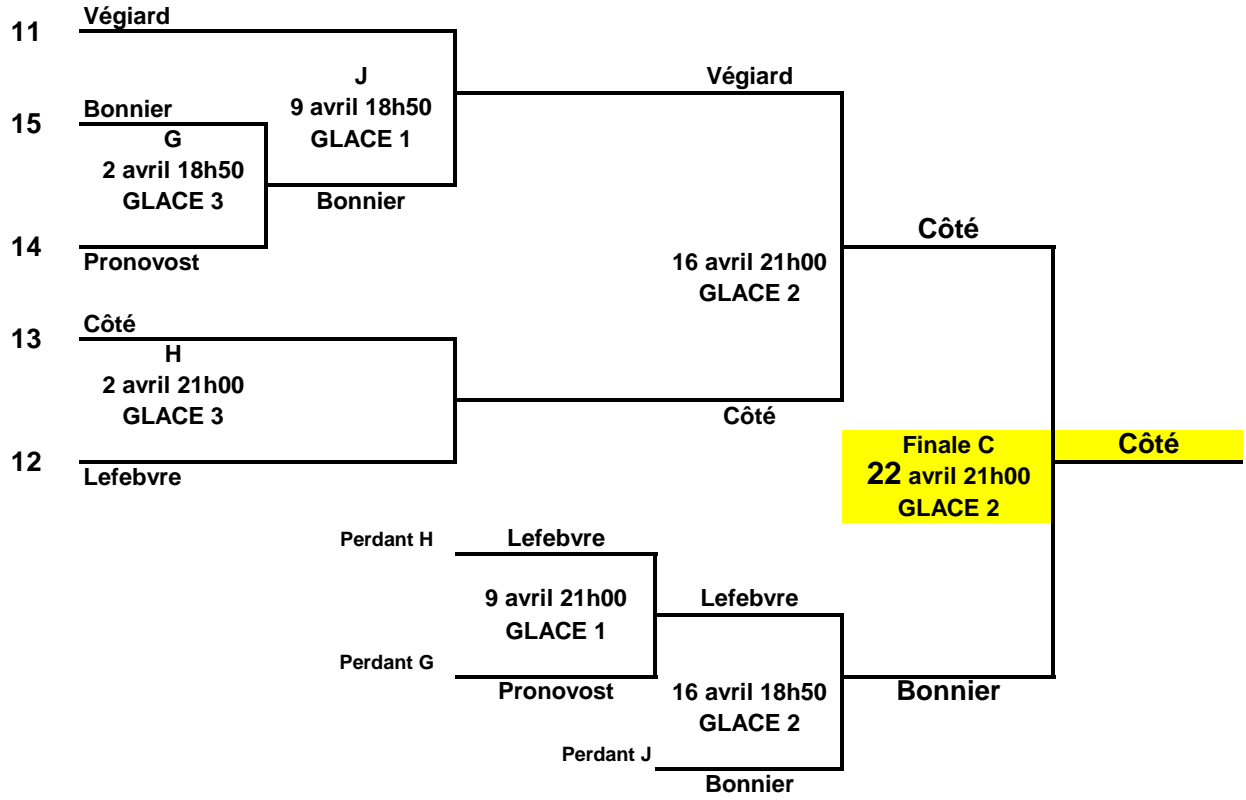 Végiard
11
J
Végiard
9 avril 18h50
Bonnier
15
GLACE 1
G
2 avril 18h50
GLACE 3
Bonnier
Côté
14
Pronovost
16 avril 21h00
GLACE 2
Côté
13
H
2 avril 21h00
GLACE 3
Côté
Finale C
Côté
12
Lefebvre
22 avril 21h00
GLACE 2
Perdant H
Lefebvre
9 avril 21h00
Lefebvre
GLACE 1
Perdant G
Pronovost
16 avril 18h50
Bonnier
GLACE 2
Perdant J
Bonnier